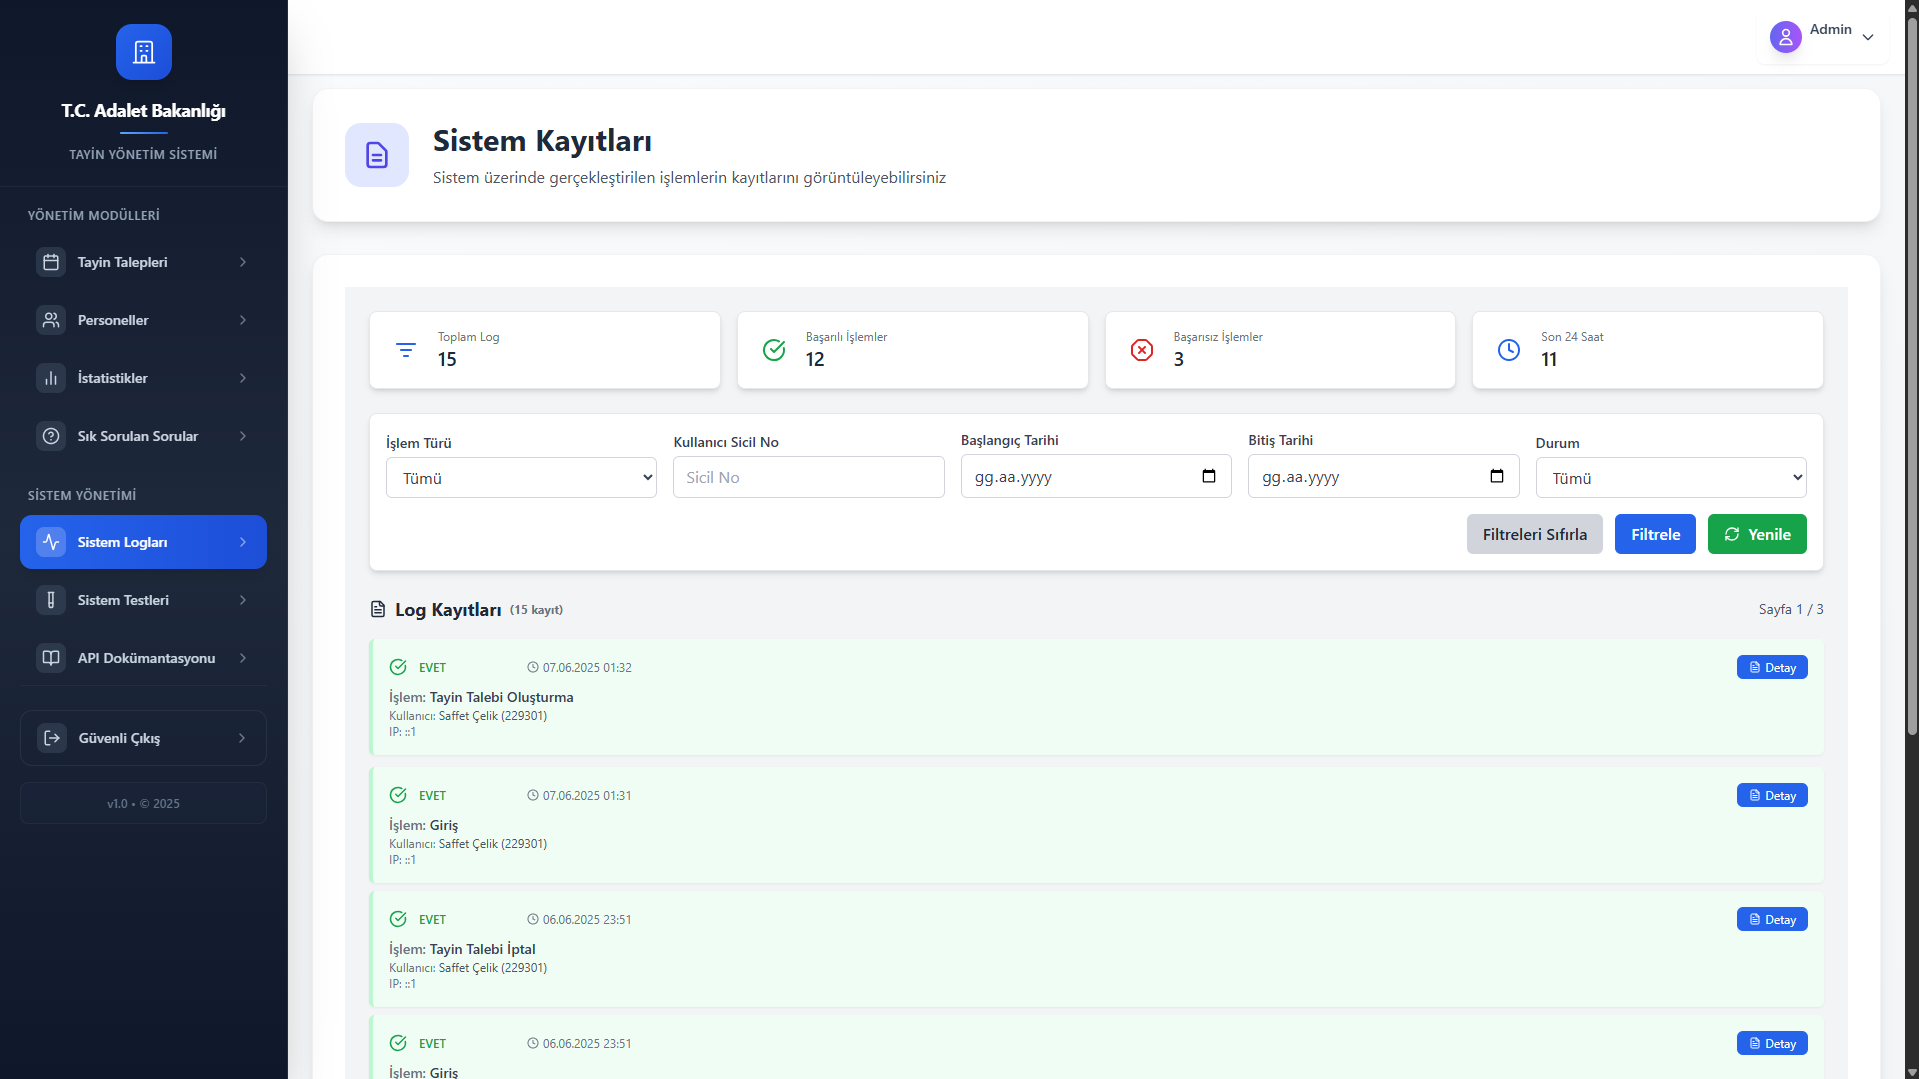 T.C. Adalet Bakanlığı
TAYİN YÖNETİM SİSTEMİ
YÖNETİM MODÜLLERİ
Tayin Talepleri
Personeller
İstatistikler
Sık Sorulan Sorular
SİSTEM YÖNETİMİ
Sistem Logları
Sistem Testleri
API Dokümantasyonu
Güvenli Çıkış
v1.0 • © 2025
Admin
Sistem Kayıtları
Sistem üzerinde gerçekleştirilen işlemlerin kayıtlarını görüntüleyebilirsiniz
Toplam Log
15
Başarılı İşlemler
12
Başarısız İşlemler
3
Son 24 Saat
11
İşlem Türü
Tümü
Kullanıcı Sicil No
Sicil No
Başlangıç Tarihi
gg.aa.yyyy
Bitiş Tarihi
gg.aa.yyyy
Durum
Tümü
Filtreleri Sıfırla
Filtrele
Yenile
Log Kayıtları (15 kayıt)
Sayfa 1 / 3
EVET 07.06.2025 01:32
Detay
İşlem: Tayin Talebi Oluşturma
Kullanıcı: Saffet Çelik (229301)
IP: ::1
EVET 07.06.2025 01:31
Detay
İşlem: Giriş
Kullanıcı: Saffet Çelik (229301)
IP: ::1
EVET 06.06.2025 23:51
Detay
İşlem: Tayin Talebi İptal
Kullanıcı: Saffet Çelik (229301)
IP: ::1
EVET 06.06.2025 23:51
Detay
İşlem: Giriş